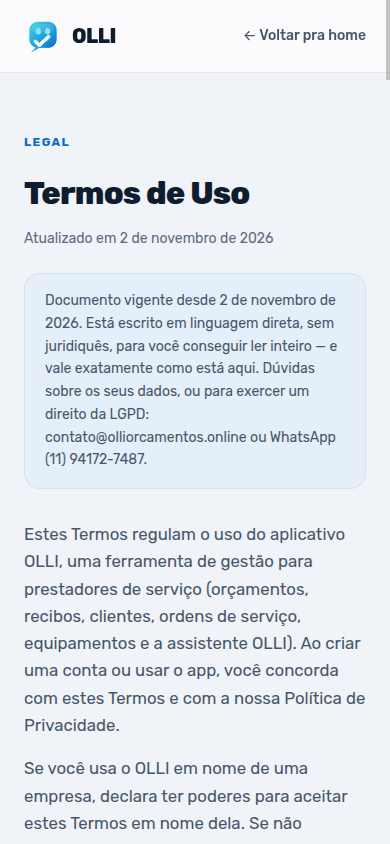 OLLI
← Voltar pra home
LEGAL
Termos de Uso
Atualizado em 2 de novembro de 2026
Documento vigente desde 2 de novembro de
2026. Está escrito em linguagem direta, sem
juridiquês, para você conseguir ler inteiro — e
vale exatamente como está aqui. Dúvidas
sobre os seus dados, ou para exercer um
direito da LGPD:
contato@olliorcamentos.online ou WhatsApp
(11) 94172-7487.
Estes Termos regulam o uso do aplicativo
OLLI, uma ferramenta de gestão para
prestadores de serviço (orçamentos,
recibos, clientes, ordens de serviço,
equipamentos e a assistente OLLI). Ao criar
uma conta ou usar o app, você concorda
com estes Termos e com a nossa Política de
Privacidade.
Se você usa o OLLI em nome de uma
empresa, declara ter poderes para aceitar
estes Termos em nome dela. Se não